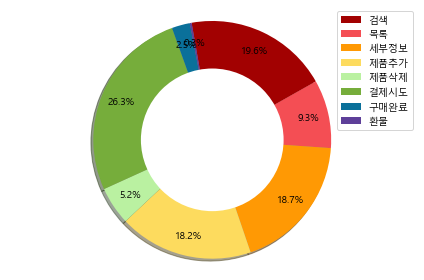 19.6%
9.3%
18.7%
18.2%
5.2%
26.3%
검색
목록
세부정보
제품추가
제품삭제
결제시도
구매완료
환불